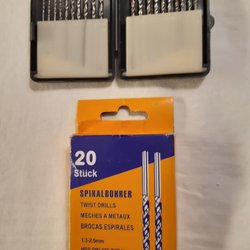 20
Stück
SPIRALBOHRER
TWIST DRILLS
MECHES A METAUX
BROCAS ESPIRALES
1.3-2.5mm